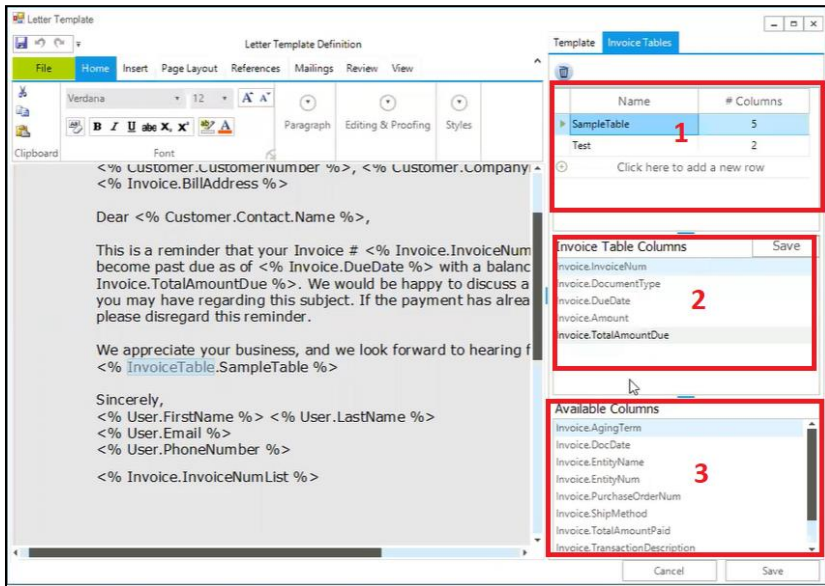 Letter Template
Letter Template Definition
File Home Insert Page Layout References Mailings Review View
Verdana 12 A A
B I U abc X, X A
Paragraph Editing & Proofing Styles
Clipboard Font
<% Customer.CustomerNumber %>, <% Customer.Company
<% Invoice.BillAddress %>
Dear <% Customer.Contact.Name %>,
This is a reminder that your Invoice # <% Invoice.InvoiceNum
become past due as of <% Invoice.DueDate %> with a balanc
Invoice.TotalAmountDue %>. We would be happy to discuss a
you may have regarding this subject. If the payment has alrea
please disregard this reminder.
We appreciate your business, and we look forward to hearing f
<% InvoiceTable.SampleTable %>
Sincerely,
<% User.FirstName %> <% User.LastName %>
<% User.Email %>
<% User.PhoneNumber %>
<% Invoice.InvoiceNumList %>
Template Invoice Tables
Name # Columns
SampleTable 5
1
Test 2
Click here to add a new row
Invoice Table Columns Save
Invoice.InvoiceNum
Invoice.DocumentType
Invoice.DueDate
2
Invoice.Amount
Invoice.TotalAmountDue
Available Columns
Invoice.AgingTerm
Invoice.DocDate
Invoice.EntityName
Invoice.EntityNum
3
Invoice.PurchaseOrderNum
Invoice.ShipMethod
Invoice.TotalAmountPaid
Invoice.TransactionDescription
Cancel Save